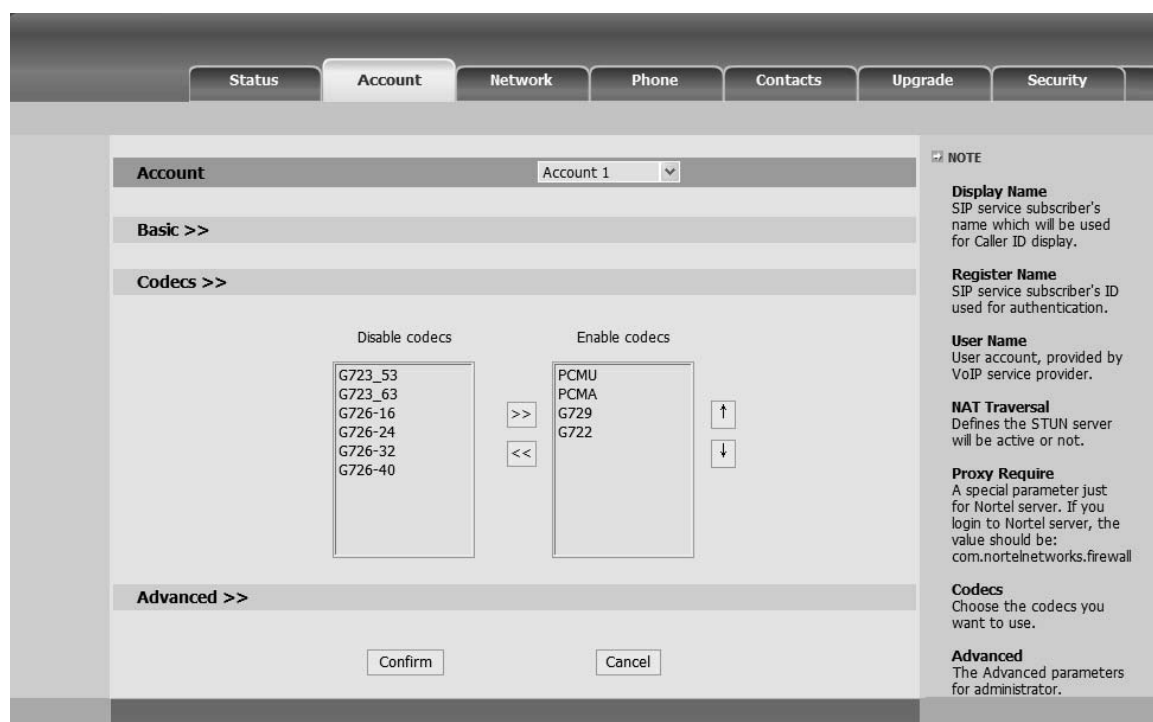 Status Account Network Phone Contacts Upgrade Security
Account Account 1
Basic >>
Codecs >>
Disable codecs Enable codecs
G723_53
G723_63
G726-16
G726-24
G726-32
G726-40
>>
<<
PCMU
PCMA
G729
G722
↑
↓
Advanced >>
Confirm Cancel
NOTE
Display Name
SIP service subscriber's
name which will be used
for Caller ID display.
Register Name
SIP service subscriber's ID
used for authentication.
User Name
User account, provided by
VoIP service provider.
NAT Traversal
Defines the STUN server
will be active or not.
Proxy Require
A special parameter just
for Nortel server. If you
login to Nortel server, the
value should be:
com.nortelnetworks.firewall
Codecs
Choose the codecs you
want to use.
Advanced
The Advanced parameters
for administrator.